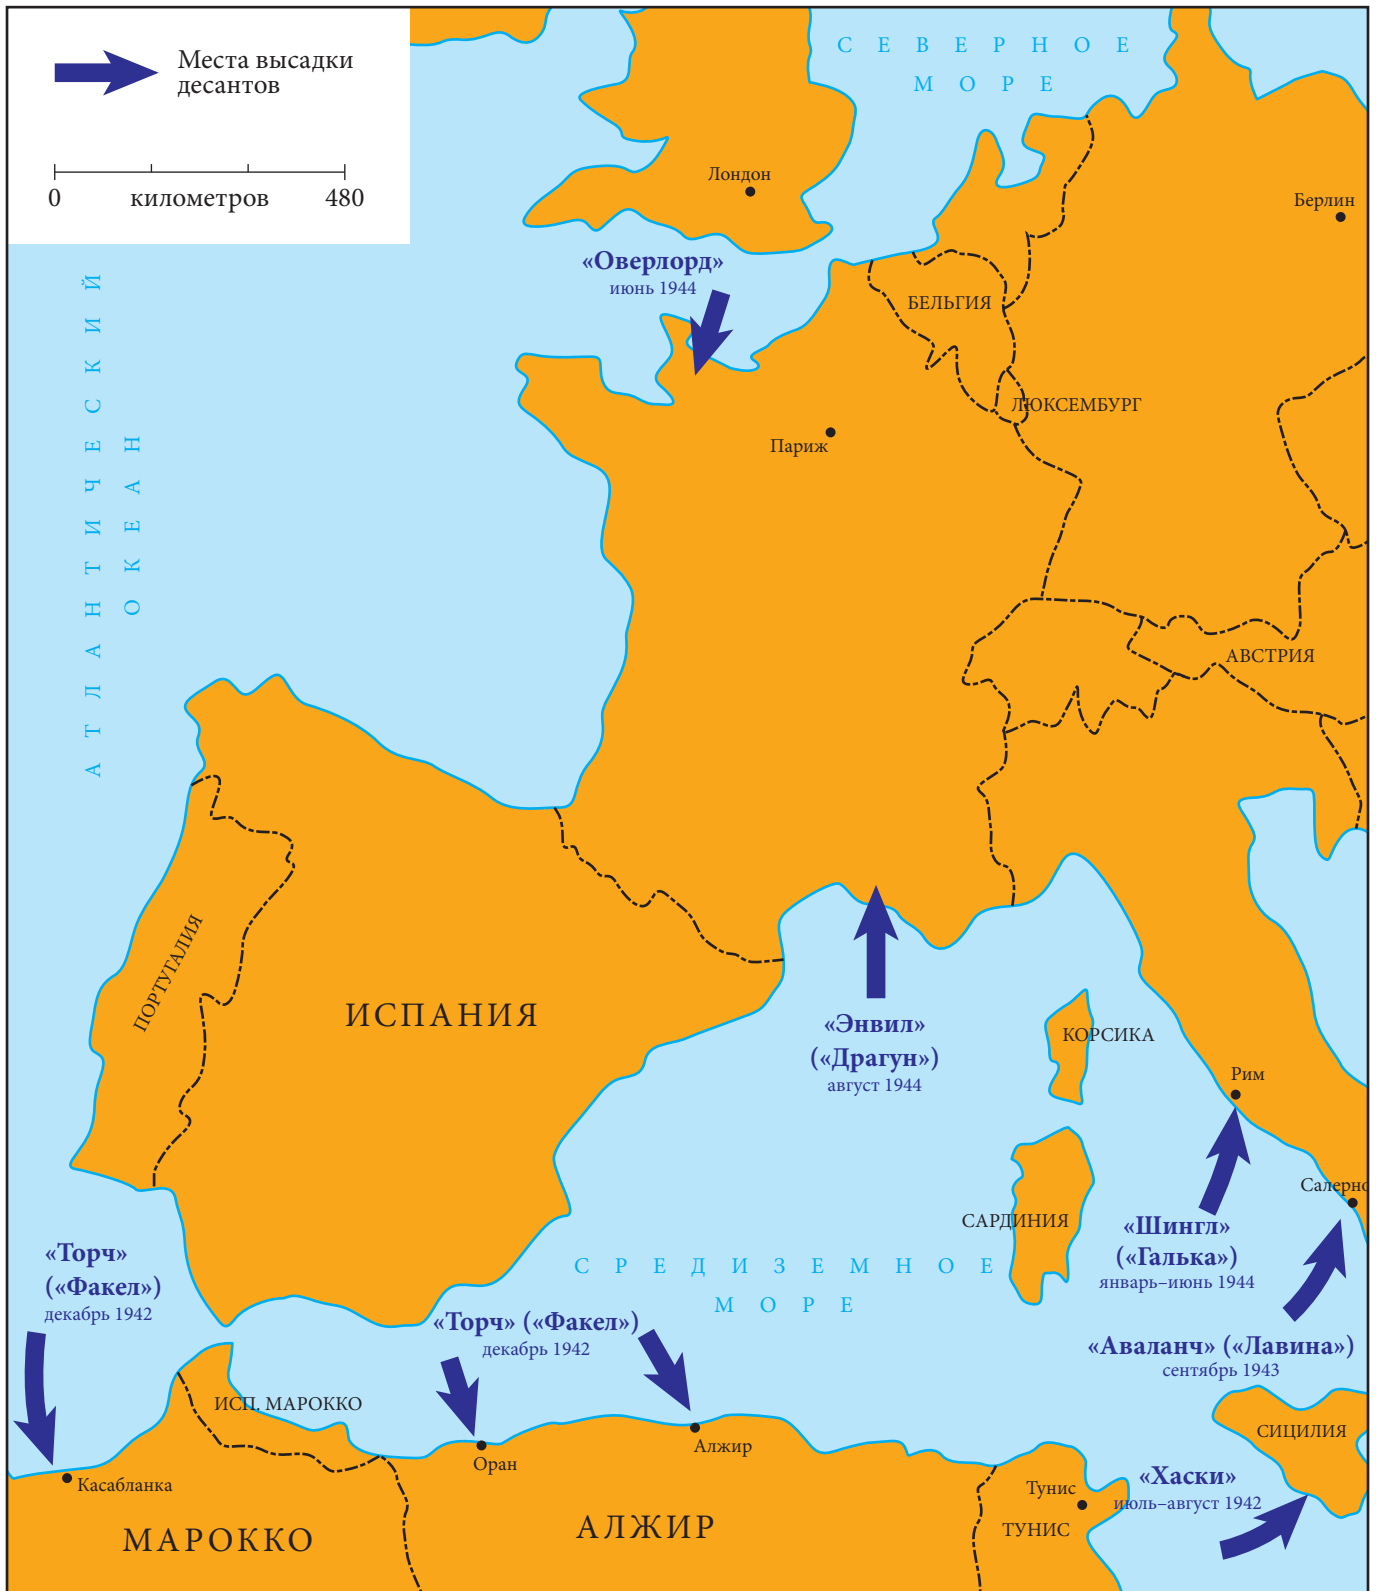 Места высадки
десантов
0 километров 480
СЕВЕРНОЕ
МОРЕ
Лондон
Берлин
«Оверлорд»
июнь 1944
БЕЛЬГИЯ
ЛЮКСЕМБУРГ
Париж
АТЛАНТИЧЕСКИЙ
ОКЕАН
АВСТРИЯ
ПОРТУГАЛИЯ
ИСПАНИЯ
«Энвил»
(«Драгун»)
август 1944
КОРСИКА
Рим
Салерно
САРДИНИЯ
«Шингл»
(«Галька»)
январь–июнь 1944
«Торч»
(«Факел»)
декабрь 1942
СРЕДИЗЕМНОЕ
МОРЕ
«Торч» («Факел»)
декабрь 1942
«Аваланч» («Лавина»)
сентябрь 1943
ИСП. МАРОККО
СИЦИЛИЯ
Алжир
Оран
Касабланка
«Хаски»
июль–август 1942
Тунис
ТУНИС
МАРОККО
АЛЖИР